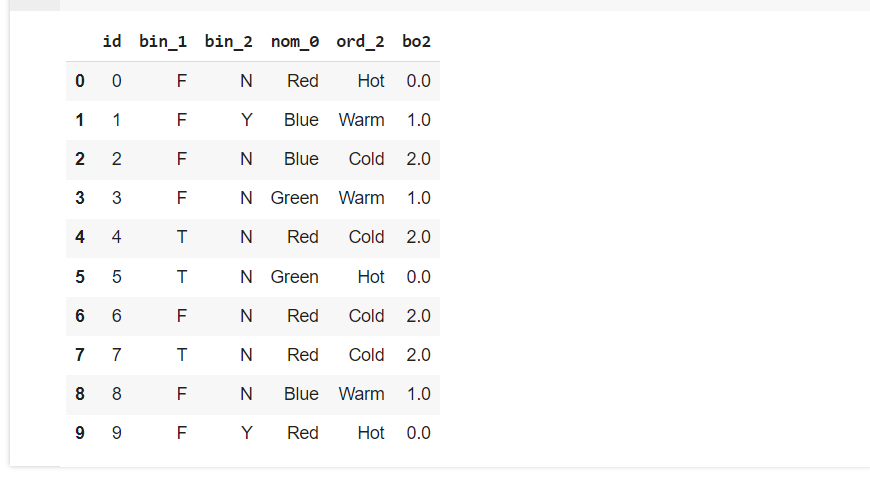 id bin_1 bin_2 nom_0 ord_2 bo2
0 0 F N Red Hot 0.0
1 1 F Y Blue Warm 1.0
2 2 F N Blue Cold 2.0
3 3 F N Green Warm 1.0
4 4 T N Red Cold 2.0
5 5 T N Green Hot 0.0
6 6 F N Red Cold 2.0
7 7 T N Red Cold 2.0
8 8 F N Blue Warm 1.0
9 9 F Y Red Hot 0.0